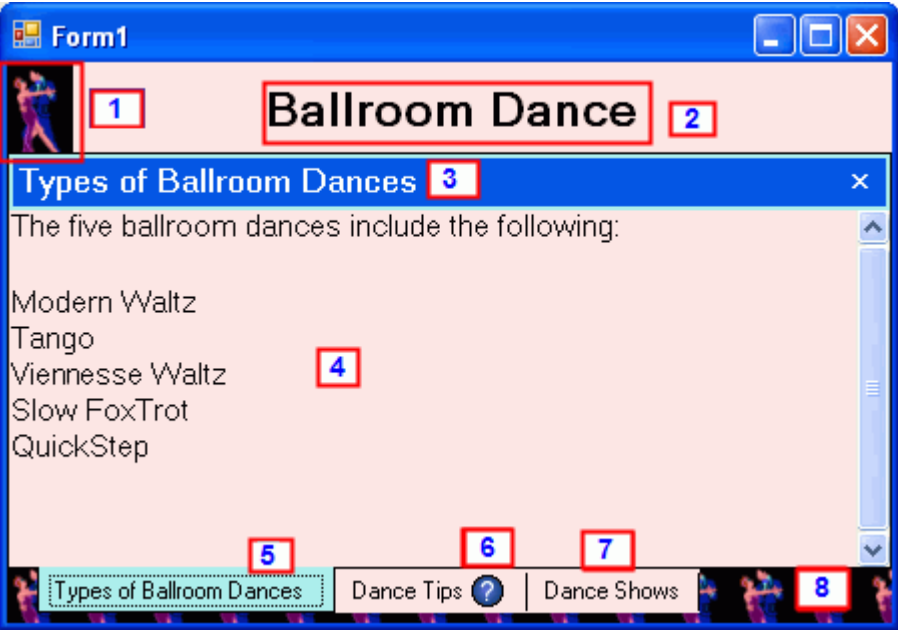 Form1
1
Ballroom Dance 2
Types of Ballroom Dances 3
The five ballroom dances include the following:
Modern Waltz
Tango
Viennesse Waltz
4
Slow FoxTrot
QuickStep
5 6 7
Types of Ballroom Dances Dance Tips ? Dance Shows 8